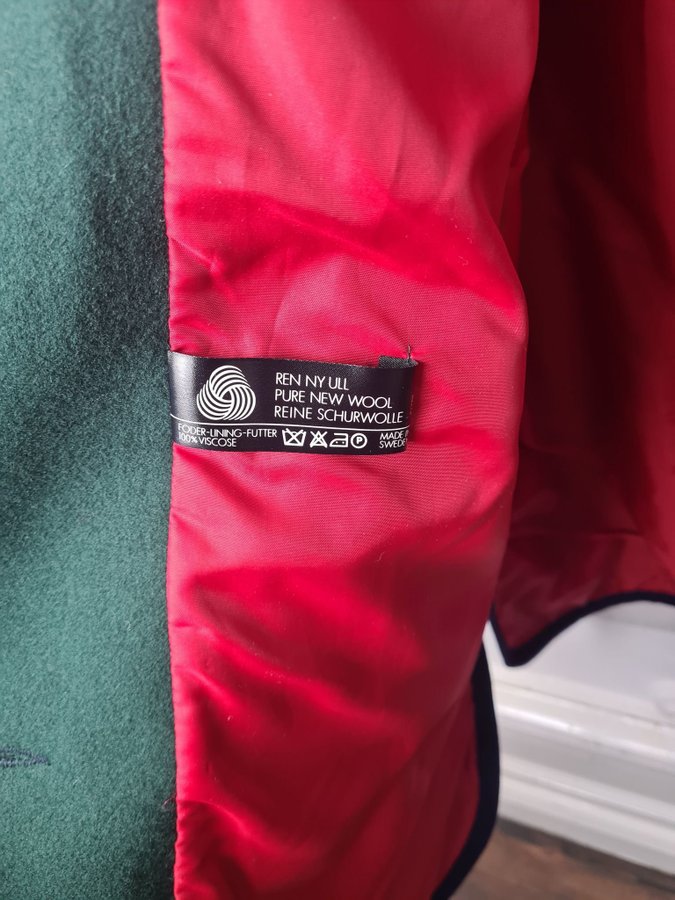 REN NY ULL
PURE NEW WOOL
REINE SCHURWOLLE
FODER-LINING-FUTTER
100% VISCOSE
P
MADE IN
SWEDEN